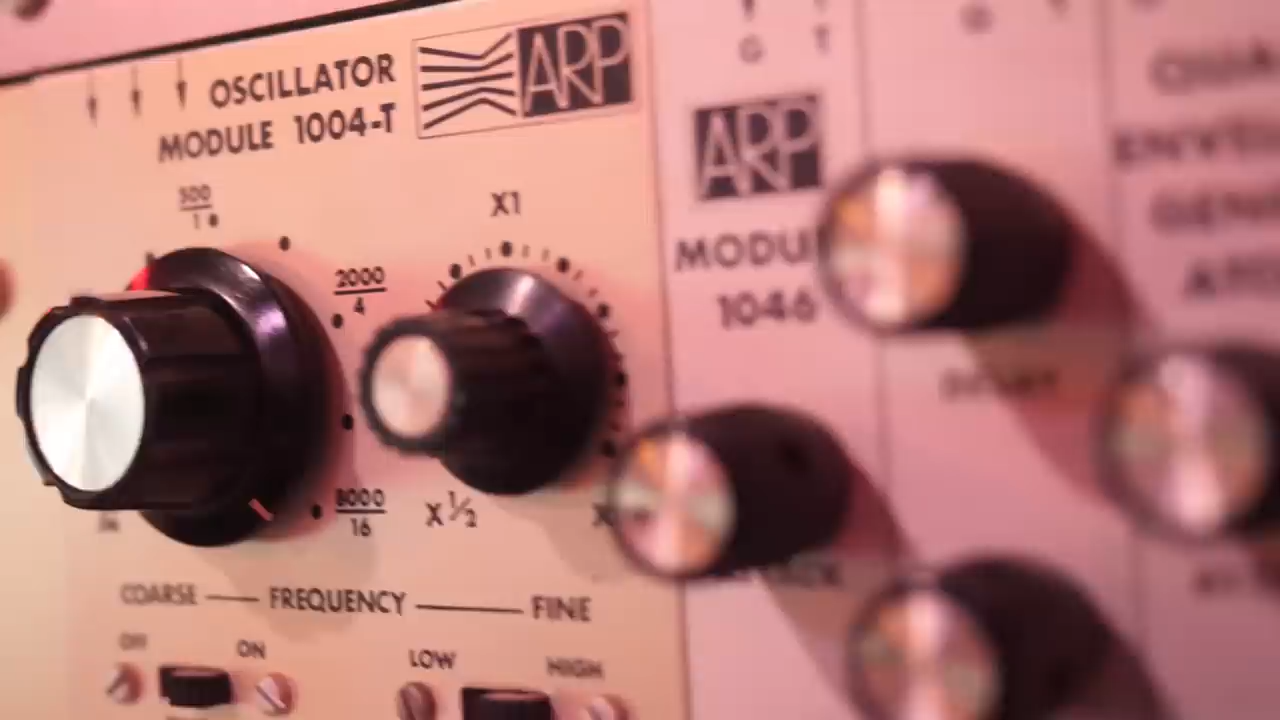 OSCILLATOR
MODULE 1004-T
ARP
500
1
X1
2000
4
8000
16
X ½
COARSE — FREQUENCY — FINE
OFF ON
LOW HIGH
G T
ARP
1046